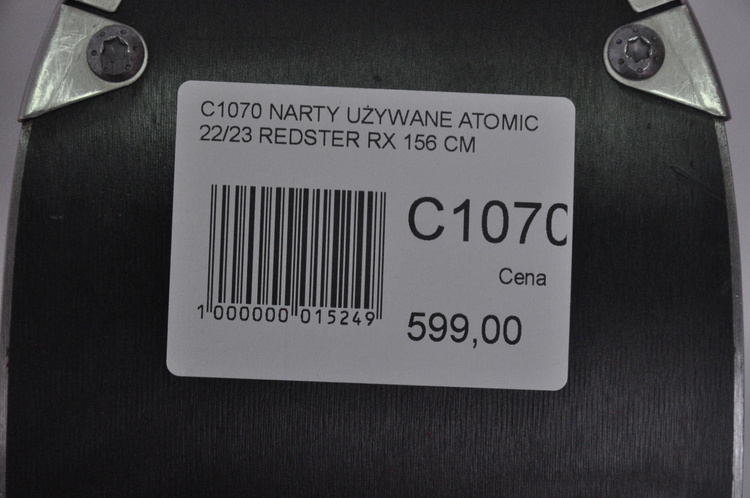 C1070 NARTY UŻYWANE ATOMIC
22/23 REDSTER RX 156 CM
C1070
Cena
599,00
1 000000 015249